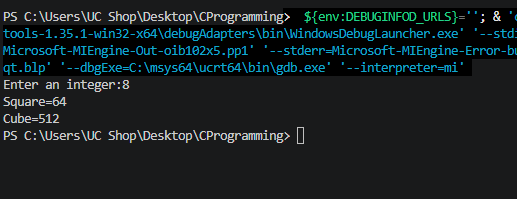 PS C:\Users\UC Shop\Desktop\CProgramming>  ${env:DEBUGINFOD_URLS}=''; & 'c
tools-1.35.1-win32-x64\debugAdapters\bin\WindowsDebugLauncher.exe' '--stdi
Microsoft-MIEngine-Out-oib102x5.pp1' '--stderr=Microsoft-MIEngine-Error-bu
qt.blp' '--dbgExe=C:\msys64\ucrt64\bin\gdb.exe' '--interpreter=mi'
Enter an integer:8
Square=64
Cube=512
PS C:\Users\UC Shop\Desktop\CProgramming>